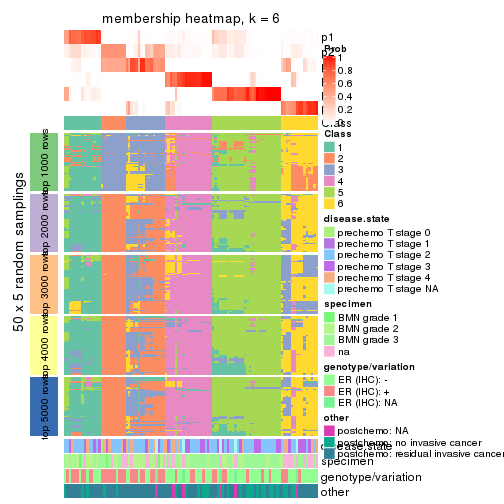 membership heatmap, k = 6
p1
p2
Prob
1
0.8
0.6
0.4
0.2
0
Class
Class
1
2
3
4
5
6
50 x 5 random samplings
top 1000 rows
top 2000 rows
top 3000 rows
top 4000 rows
top 5000 rows
disease.state
prechemo T stage 0
prechemo T stage 1
prechemo T stage 2
prechemo T stage 3
prechemo T stage 4
prechemo T stage NA
specimen
BMN grade 1
BMN grade 2
BMN grade 3
na
genotype/variation
ER (IHC): -
ER (IHC): +
ER (IHC): NA
other
postchemo: NA
postchemo: no invasive cancer
postchemo: residual invasive cancer
disease.state
specimen
genotype/variation
other